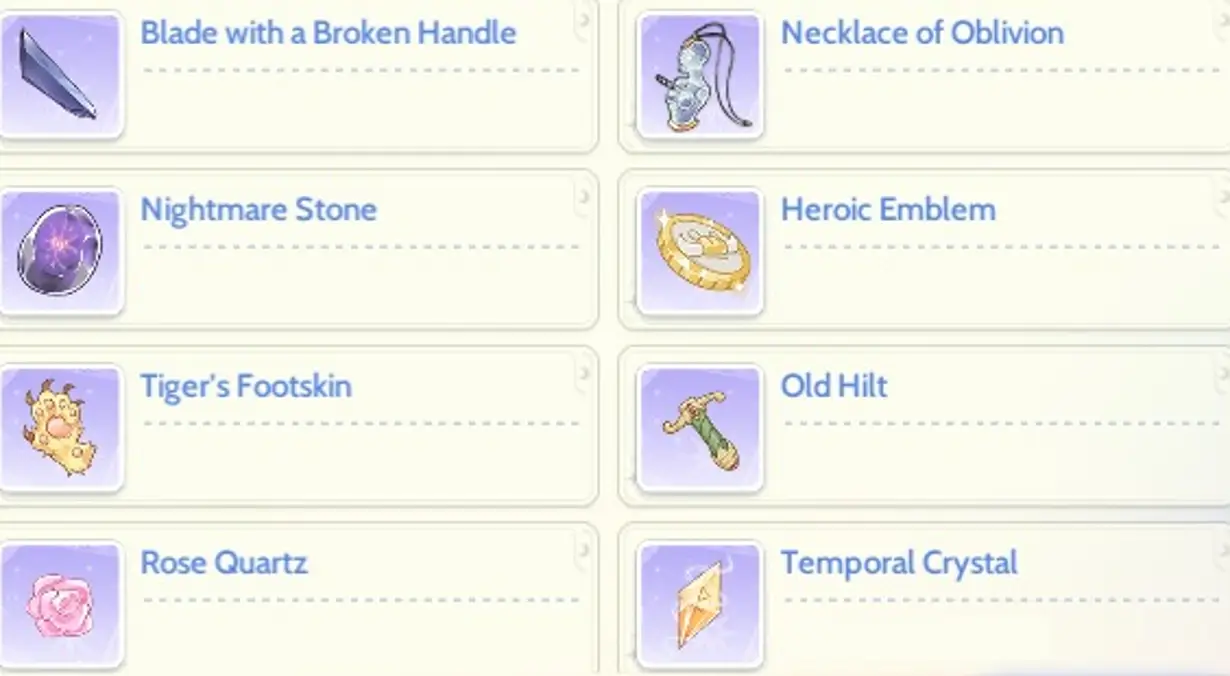 Blade with a Broken Handle
Necklace of Oblivion
Nightmare Stone
Heroic Emblem
Tiger's Footskin
Old Hilt
Rose Quartz
Temporal Crystal